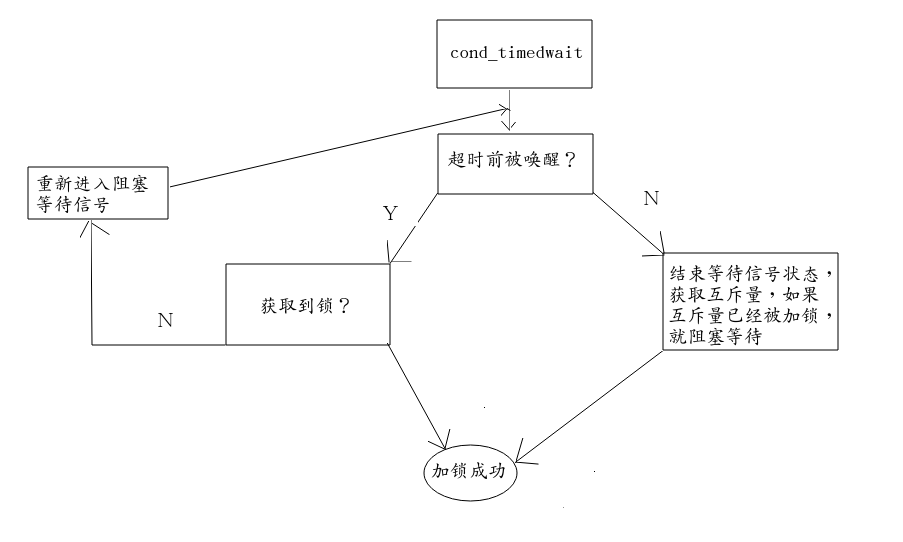 cond_timedwait
超时前被唤醒？
重新进入阻塞
等待信号
Y
N
结束等待信号状态，
获取互斥量，如果
互斥量已经被加锁，
就阻塞等待
获取到锁？
N
加锁成功